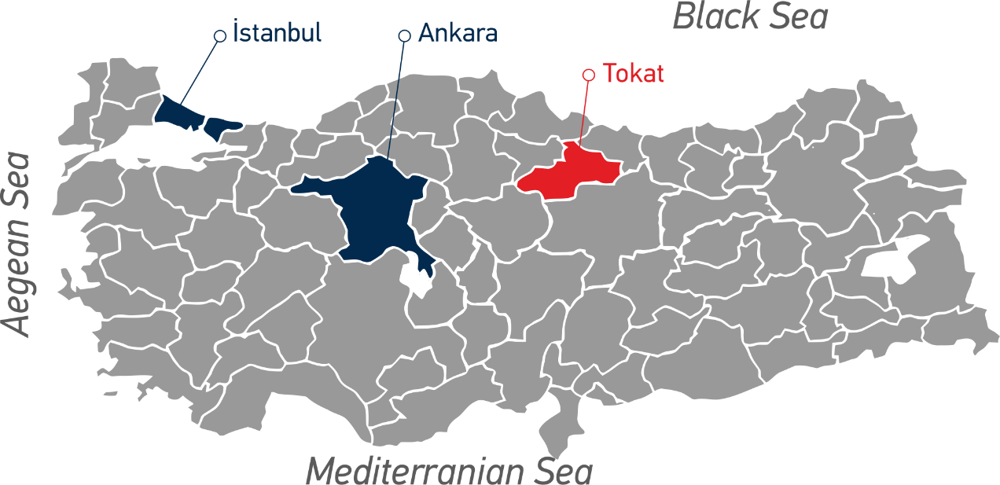 Black Sea
İstanbul
Ankara
Tokat
Aegean Sea
Mediterranian Sea